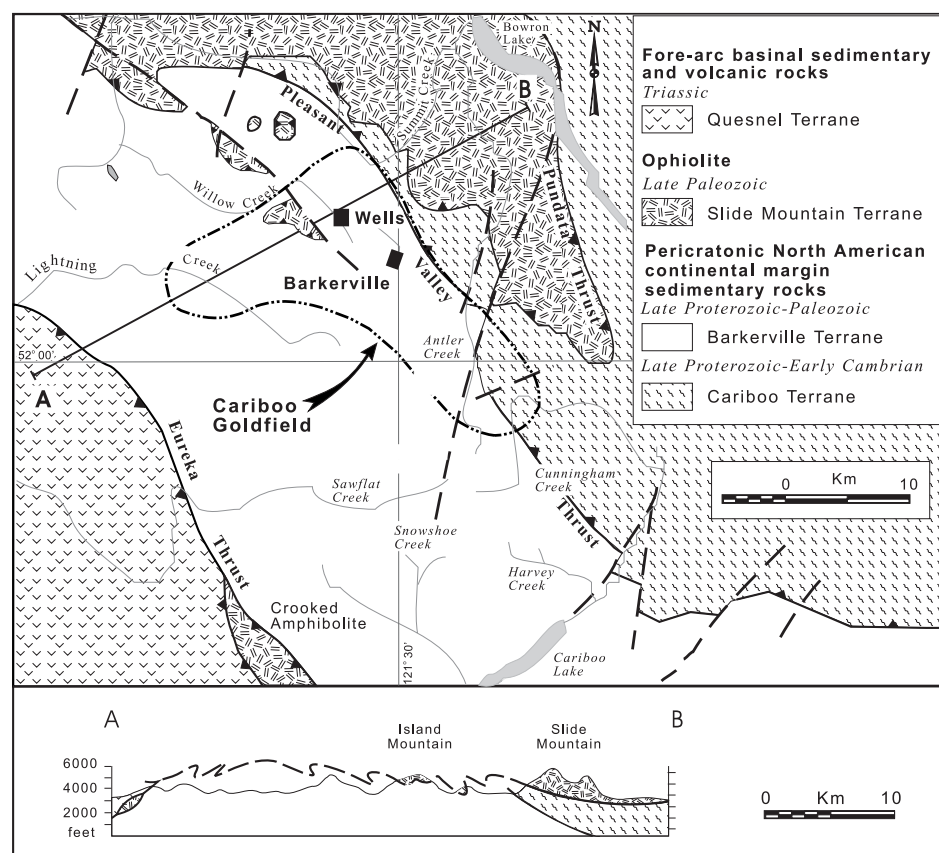 Bowron
Lake
N
B
Summit Creek
Pleasant
Willow Creek
Wells
Pundata
Thrust
Lightning
Creek
Barkerville
Valley
Antler
Creek
52° 00'
A
Cariboo
Goldfield
Eureka
Thrust
Sawflat
Creek
Cunningham
Creek
Snowshoe
Creek
Thrust
Harvey
Creek
Crooked
Amphibolite
121° 30'
Cariboo
Lake
Fore-arc basinal sedimentary
and volcanic rocks
Triassic
Quesnel Terrane
Ophiolite
Late Paleozoic
Slide Mountain Terrane
Pericratonic North American
continental margin
sedimentary rocks
Late Proterozoic-Paleozoic
Barkerville Terrane
Late Proterozoic-Early Cambrian
Cariboo Terrane
0 Km 10
A
B
Island
Mountain
Slide
Mountain
6000
4000
2000
feet
0 Km 10